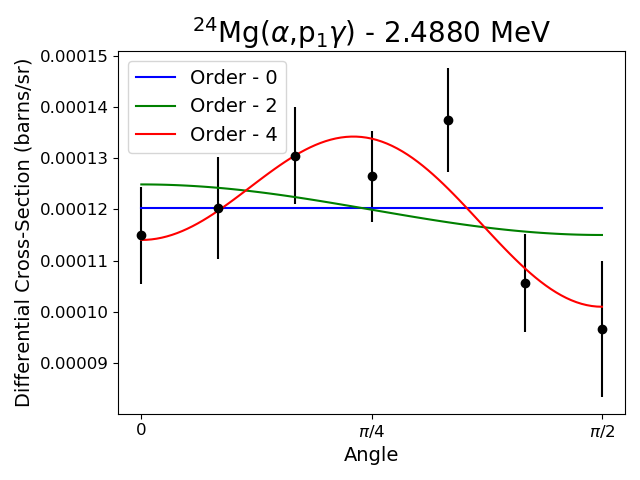 ²⁴Mg(α,p₁γ) - 2.4880 MeV
Differential Cross-Section (barns/sr)
0.00015
0.00014
0.00013
0.00012
0.00011
0.00010
0.00009
Order - 0
Order - 2
Order - 4
0
π/4
π/2
Angle